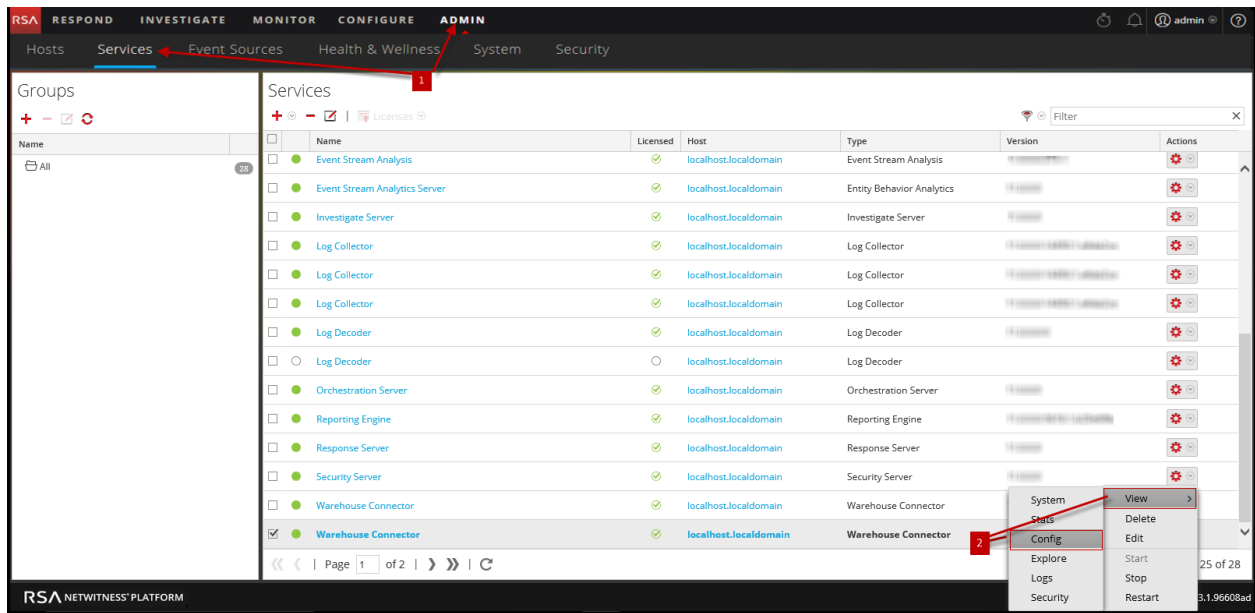 RSA RESPOND INVESTIGATE MONITOR CONFIGURE ADMIN admin ?
Hosts Services Event Sources Health & Wellness System Security
1
Groups
Services
Licenses
Filter
Name
Name Licensed Host Type Version Actions
All 28
Event Stream Analysis localhost.localdomain Event Stream Analysis
Event Stream Analytics Server localhost.localdomain Entity Behavior Analytics
Investigate Server localhost.localdomain Investigate Server
Log Collector localhost.localdomain Log Collector
Log Collector localhost.localdomain Log Collector
Log Collector localhost.localdomain Log Collector
Log Decoder localhost.localdomain Log Decoder
Log Decoder localhost.localdomain Log Decoder
Orchestration Server localhost.localdomain Orchestration Server
Reporting Engine localhost.localdomain Reporting Engine
Response Server localhost.localdomain Response Server
Security Server localhost.localdomain Security Server
Warehouse Connector localhost.localdomain Warehouse Connector
Warehouse Connector localhost.localdomain Warehouse Connector
System View
Stats Delete
2
Config Edit
Explore Start
Logs Stop
Security Restart
Page 1 of 2
25 of 28
RSA NETWITNESS® PLATFORM
3.1.96608ad